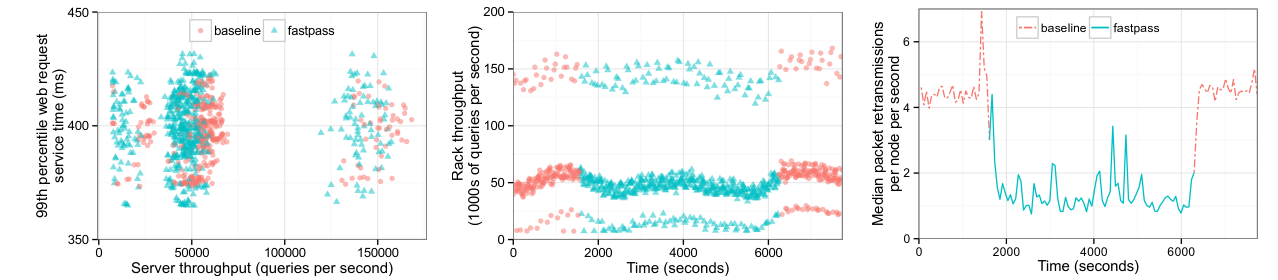 99th percentile web request
service time (ms)
450
400
350
baseline fastpass
0 50000 100000 150000
Server throughput (queries per second)
Rack throughput
(1000s of queries per second)
200
150
100
50
0
0 2000 4000 6000
Time (seconds)
Median packet retransmissions
per node per second
6
4
2
0
baseline fastpass
0 2000 4000 6000
Time (seconds)